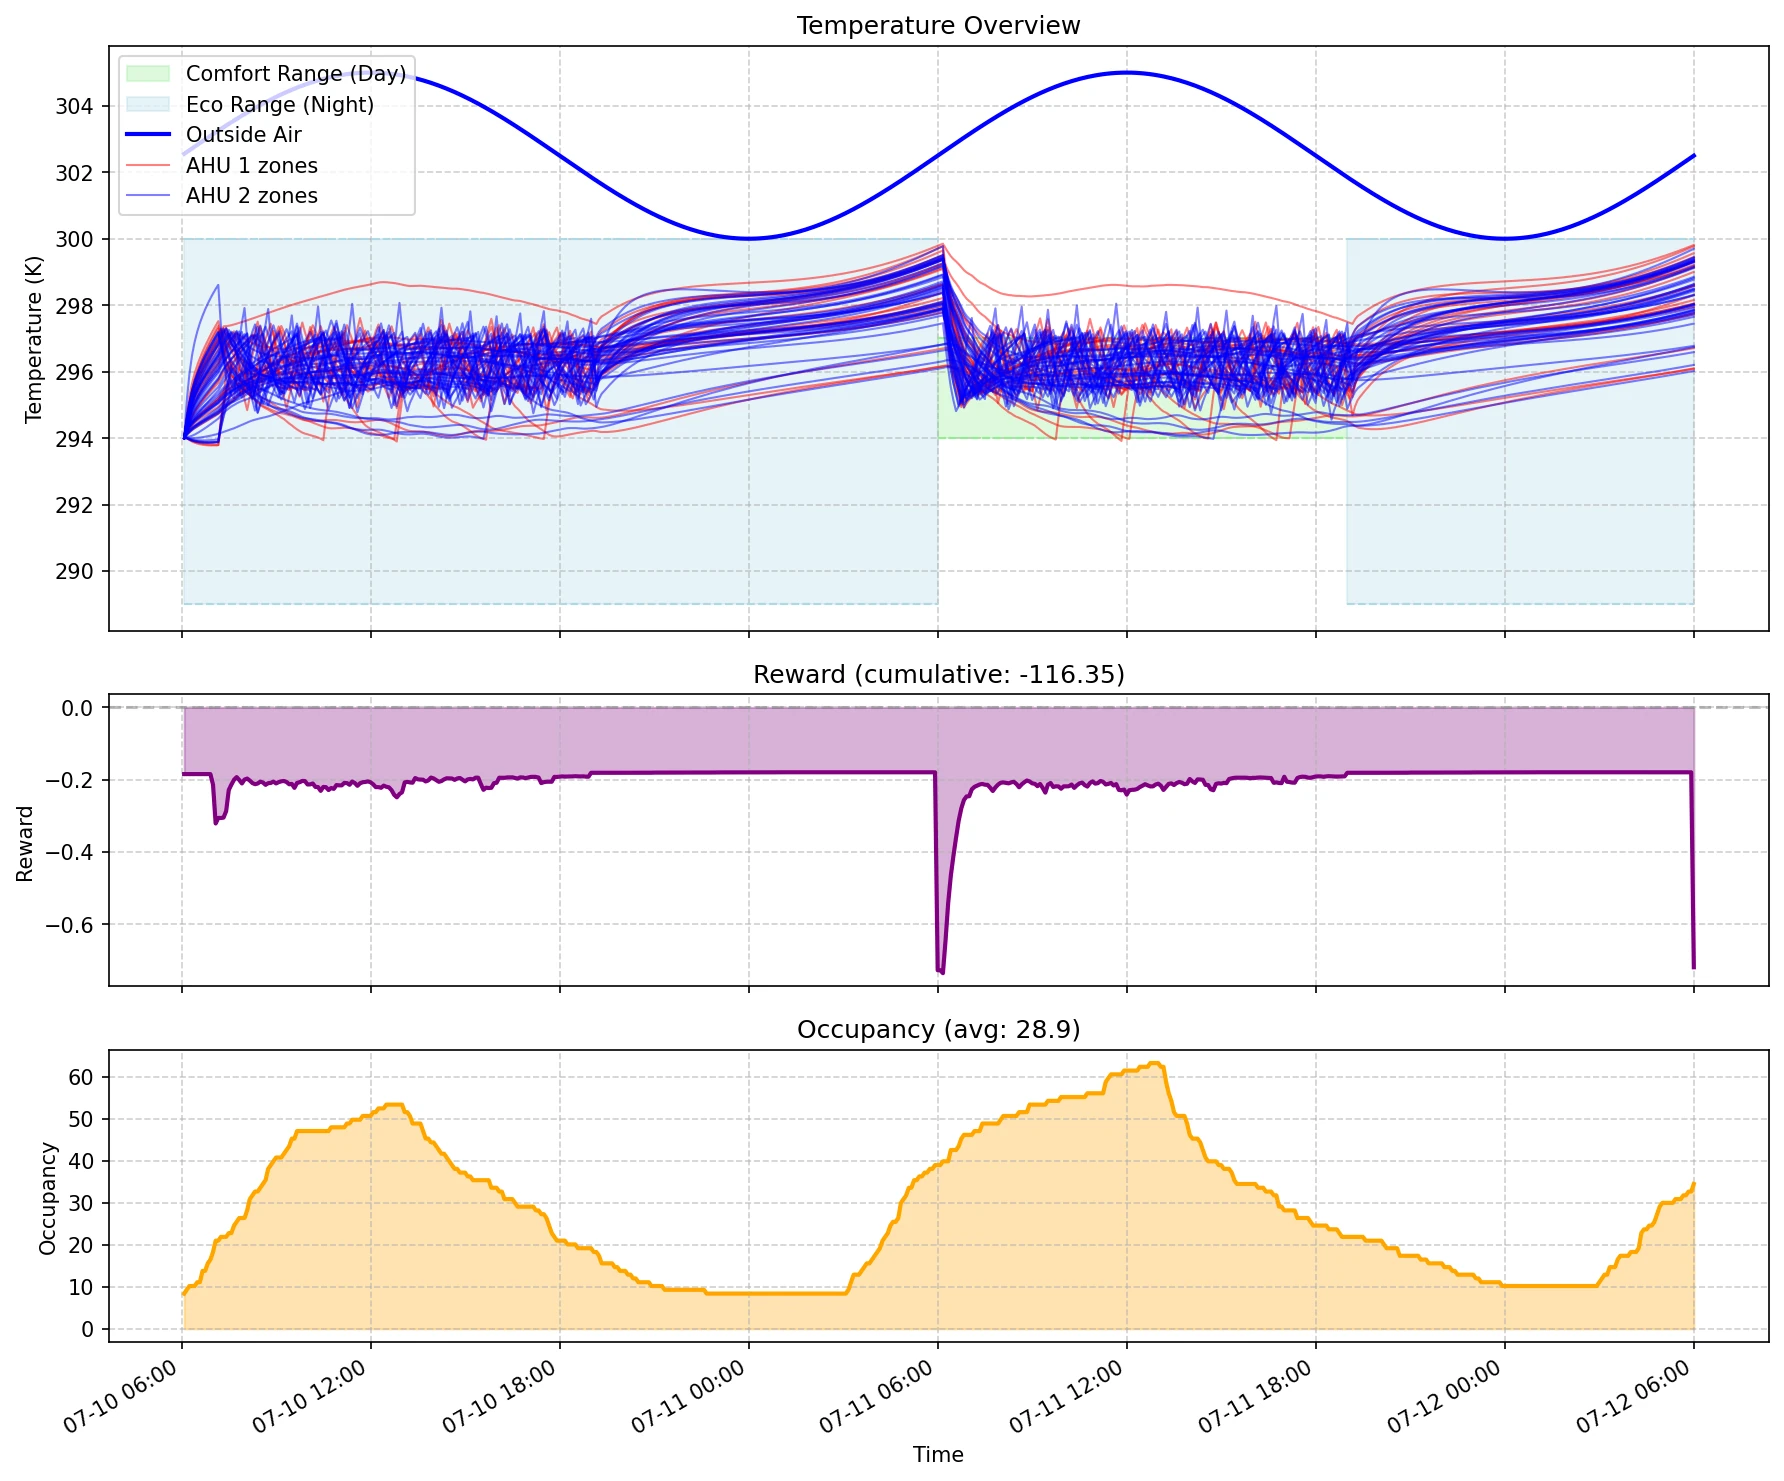 Temperature Overview
Comfort Range (Day)
Eco Range (Night)
Outside Air
AHU 1 zones
AHU 2 zones
Temperature (K)
304
302
300
298
296
294
292
290
Reward (cumulative: -116.35)
Reward
0.0
−0.2
−0.4
−0.6
Occupancy (avg: 28.9)
Occupancy
60
50
40
30
20
10
0
07-10 06:00
07-10 12:00
07-10 18:00
07-11 00:00
07-11 06:00
07-11 12:00
07-11 18:00
07-12 00:00
07-12 06:00
Time